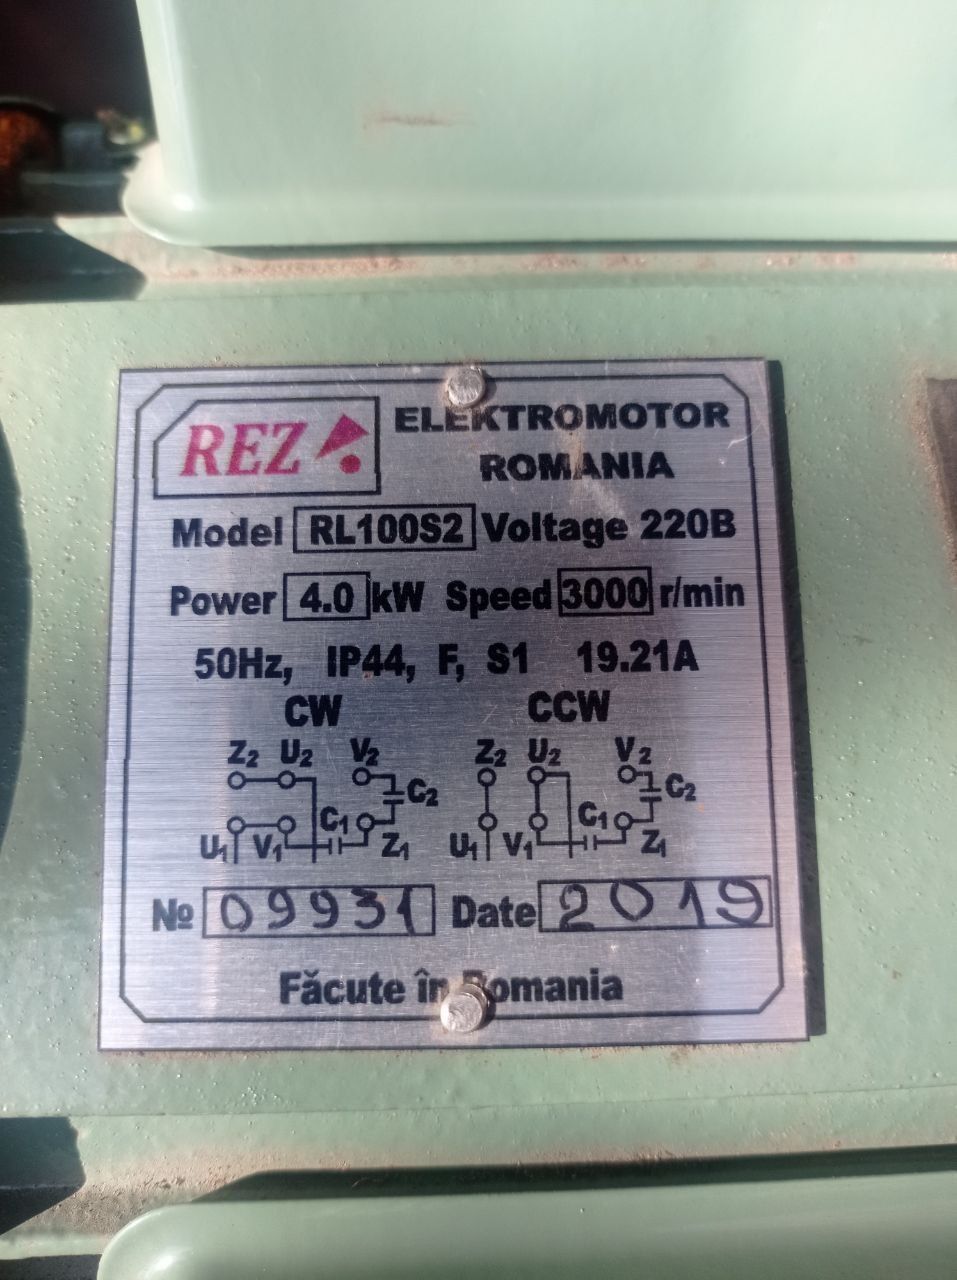 REZ ELEKTROMOTOR
ROMANIA
Model RL100S2 Voltage 220B
Power 4.0 kW Speed 3000 r/min
50Hz, IP44, F, S1 19.21A
CW CCW
Z2 U2 V2 Z2 U2 V2
C2 C2
C1 C1
U1 V1 Z1 U1 V1 Z1
№ 09931 Date 2019
Făcute în Romania